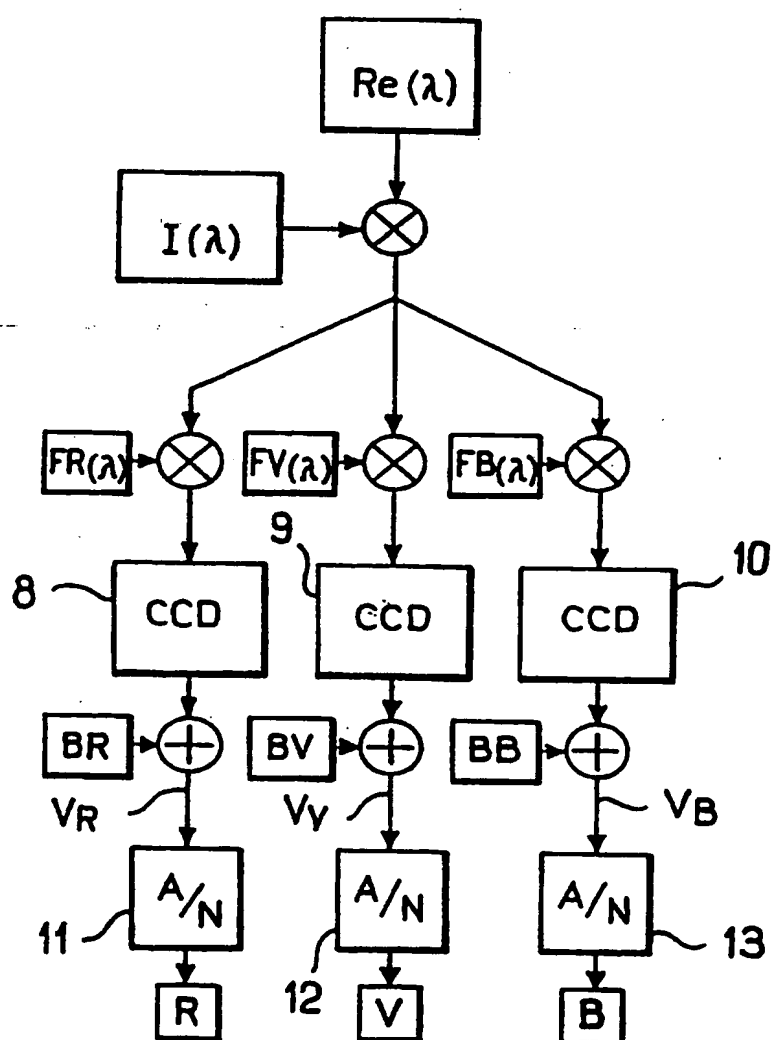 Re(λ)
I(λ)
FR(λ) FV(λ) FB(λ)
8 9 10
CCD CCD CCD
BR BV BB
VR VV VB
A/N A/N A/N
11 12 13
R V B